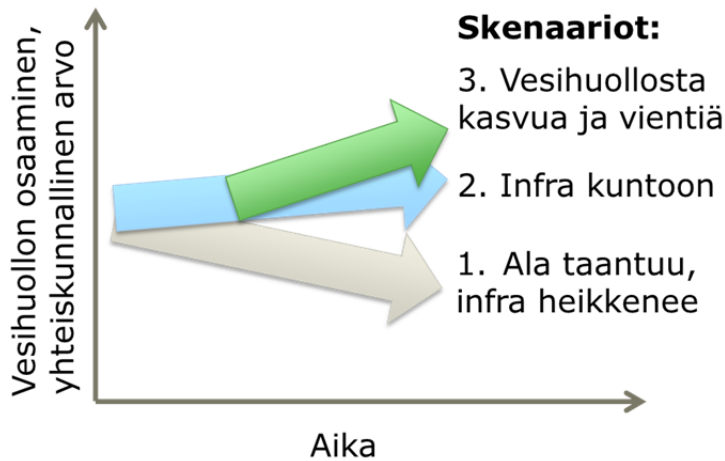 Vesihuollon osaaminen,
yhteiskunnallinen arvo
Skenaariot:
3. Vesihuollosta
kasvua ja vientiä
2. Infra kuntoon
1. Ala taantuu,
infra heikkenee
Aika